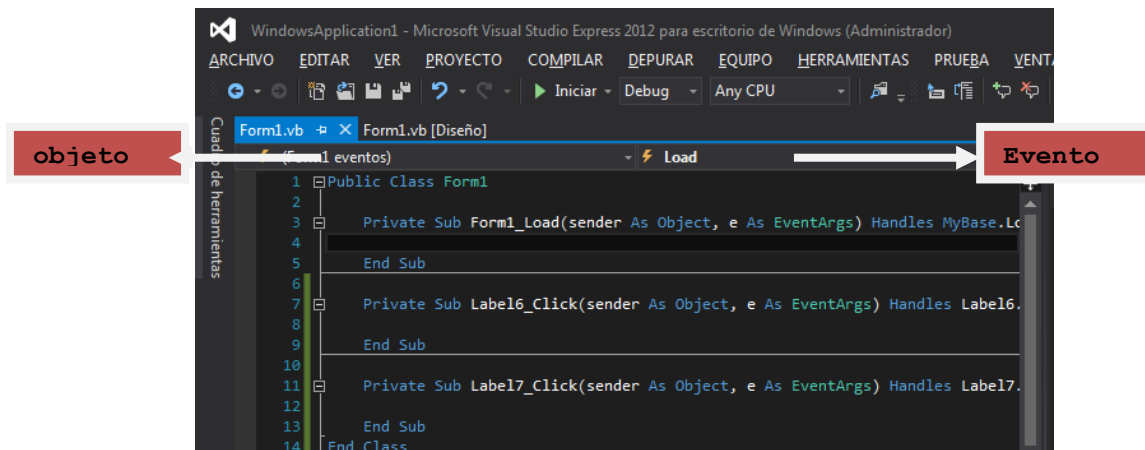 WindowsApplication1 - Microsoft Visual Studio Express 2012 para escritorio de Windows (Administrador)
ARCHIVO EDITAR VER PROYECTO COMPILAR DEPURAR EQUIPO HERRAMIENTAS PRUEBA
Iniciar Debug Any CPU
Form1.vb Form1.vb [Diseño]
objeto
eventos) Load
Evento
de herramientas
1 Public Class Form1
2
3 Private Sub Form1_Load(sender As Object, e As EventArgs) Handles MyBase.
4
5 End Sub
6
7 Private Sub Label6_Click(sender As Object, e As EventArgs) Handles Label6.
8
9 End Sub
10
11 Private Sub Label7_Click(sender As Object, e As EventArgs) Handles Label7.
12
13 End Sub
14 End Class